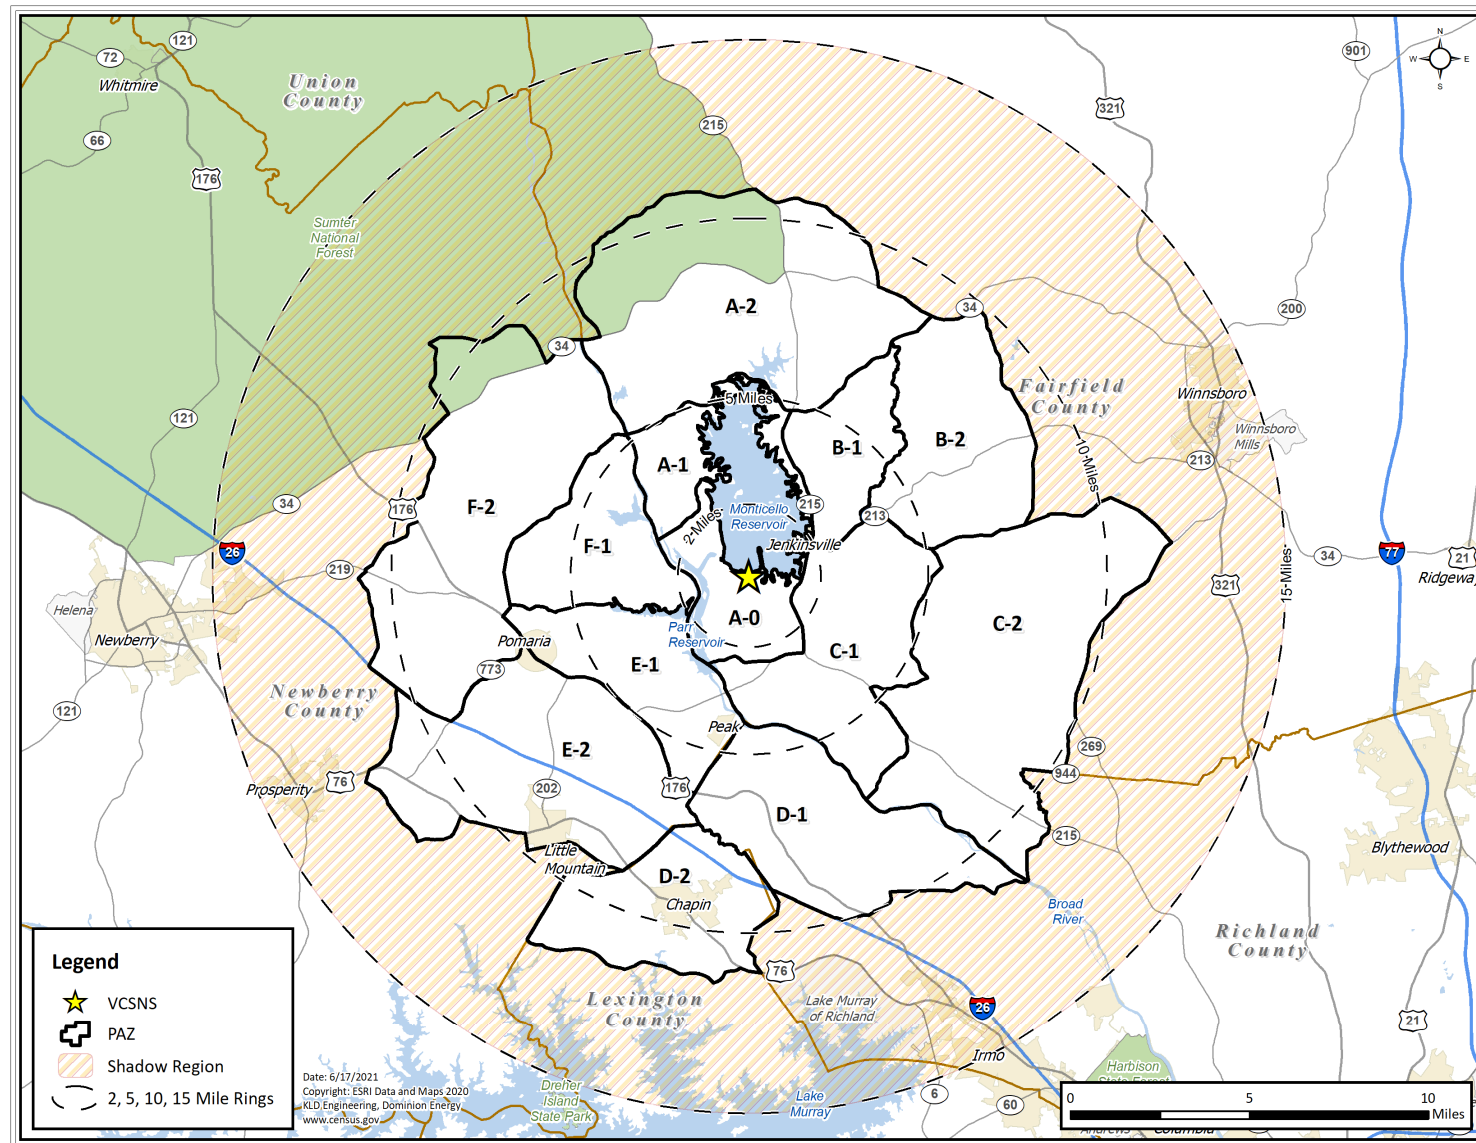 121
72
Whitmire
Union
County
901
N
W
E
S
321
215
66
176
Sumter
National
Forest
A-2
34
200
34
Fairfield
County
Winnsboro
5 Miles
121
Winnsboro
Mills
B-1
B-2
10-Miles
A-1
213
34
F-2
176
215
Monticello
Reservoir
213
2-Miles
F-1
Jenkinsville
26
219
15-Miles
34
77
21
321
Helena
A-0
C-2
Parr
Reservoir
Newberry
Pomaria
C-1
E-1
773
Newberry
County
121
Peak
E-2
269
944
76
Prosperity
202
176
D-1
215
Little
Mountain
Blythewood
D-2
Chapin
Broad
River
Richland
County
Legend
VCSNS
PAZ
Shadow Region
2, 5, 10, 15 Mile Rings
76
Lexington
County
Lake Murray
of Richland
26
21
Irmo
Harbison
Date: 6/17/2021
Copyright: ESRI Data and Maps 2020
KLD Engineering, Dominion Energy
www.census.gov
Dreher
Island
State Park
Lake
Murray
6
60
0
5
10
Miles